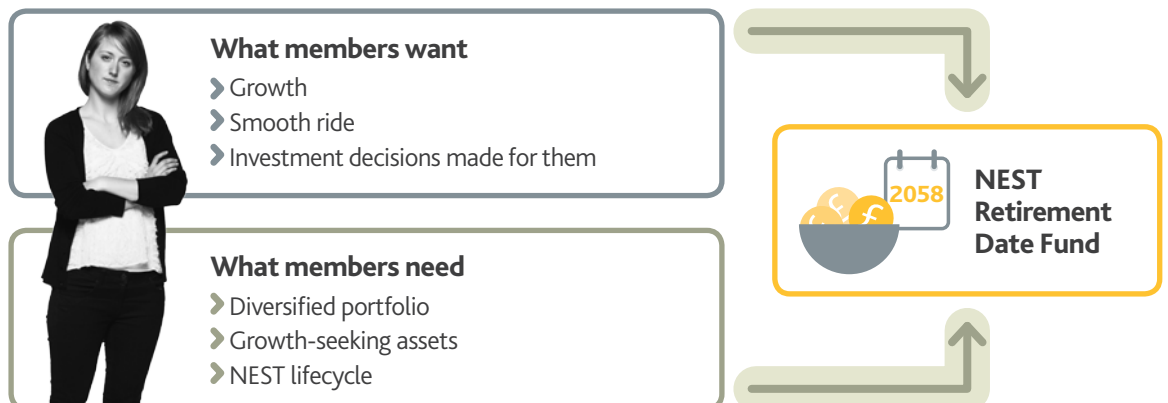 What members want
Growth
Smooth ride
Investment decisions made for them
What members need
Diversified portfolio
Growth-seeking assets
NEST lifecycle
£ £ £
2058
NEST
Retirement
Date Fund